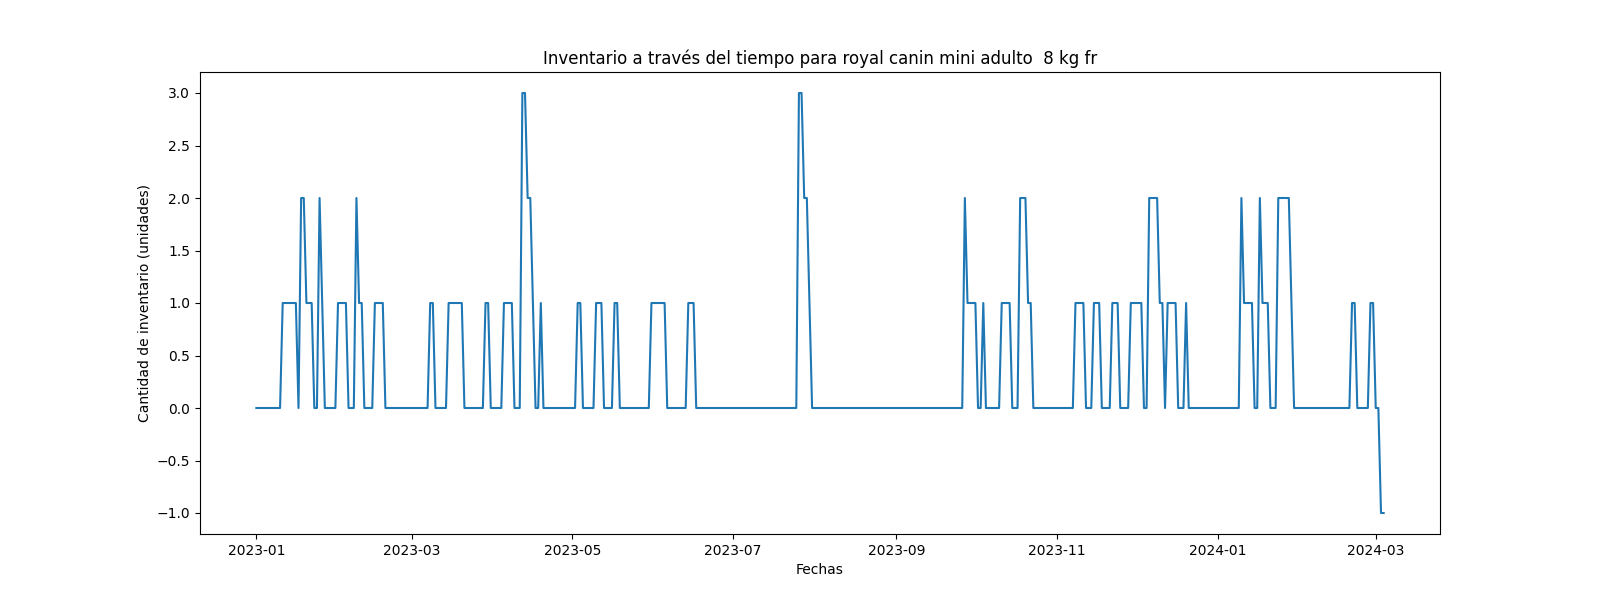 Inventario a través del tiempo para royal canin mini adulto  8 kg fr
Cantidad de inventario (unidades)
3.0
2.5
2.0
1.5
1.0
0.5
0.0
−0.5
−1.0
2023-01 2023-03 2023-05 2023-07 2023-09 2023-11 2024-01 2024-03
Fechas